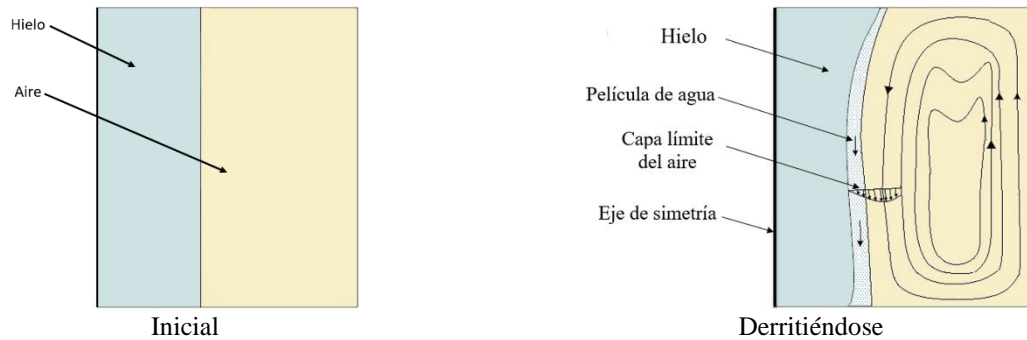 Hielo
Aire
Inicial
Hielo
Película de agua
Capa límite
del aire
Eje de simetría
Derritiéndose